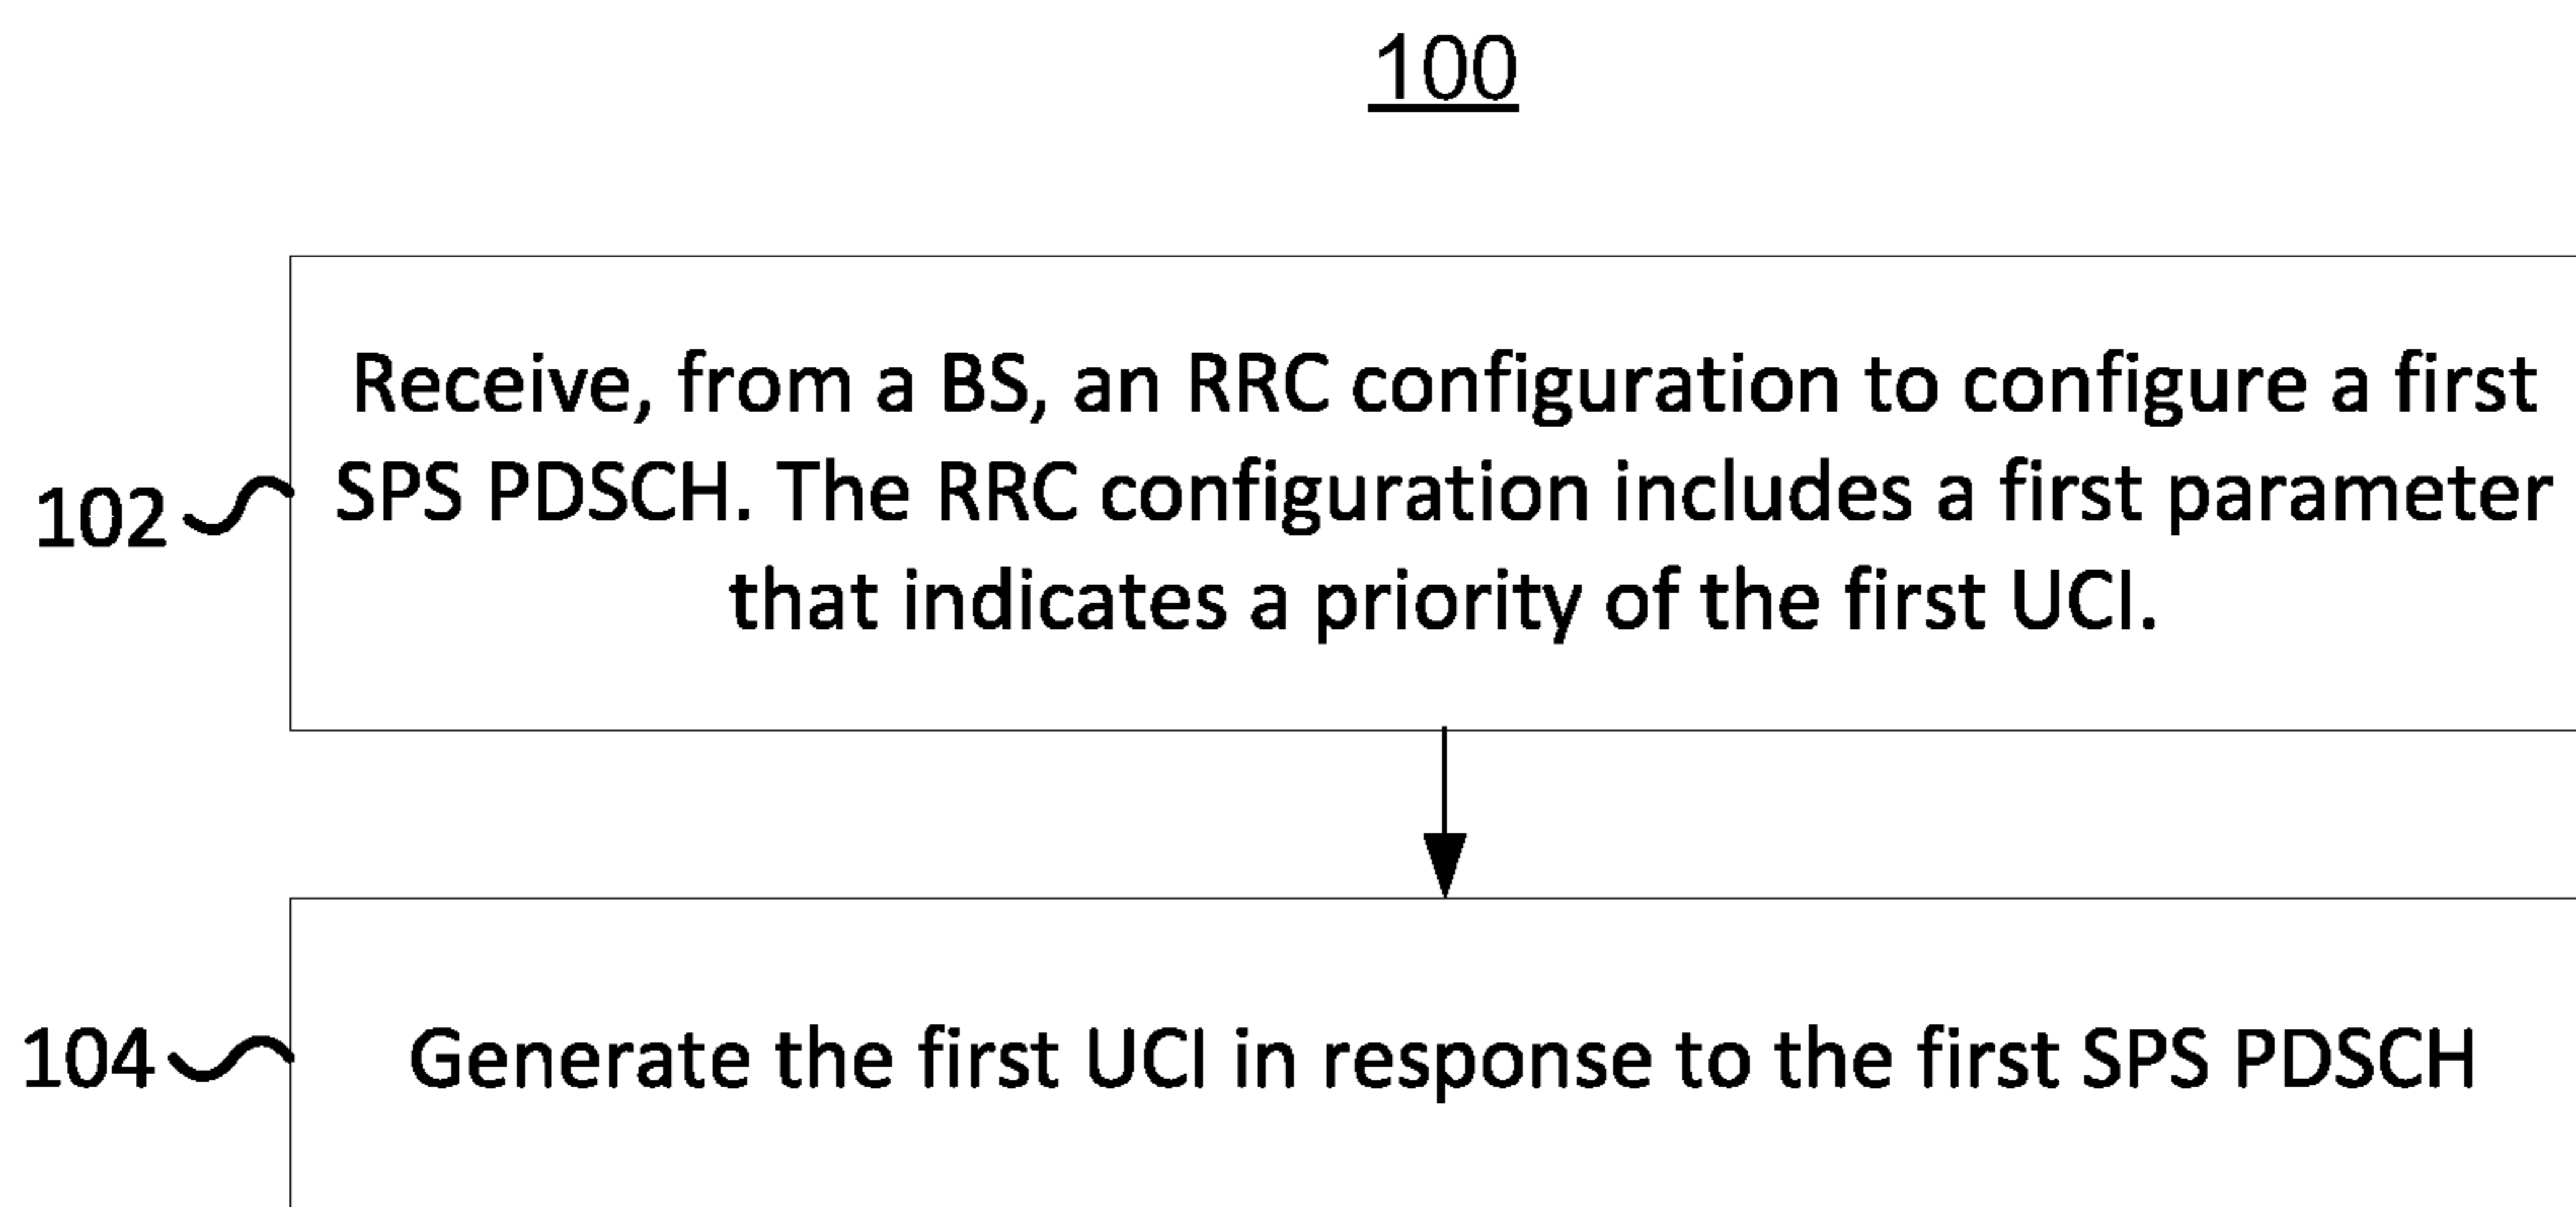 100
Receive, from a BS, an RRC configuration to configure a first
102 SPS PDSCH. The RRC configuration includes a first parameter
that indicates a priority of the first UCI.
104 Generate the first UCI in response to the first SPS PDSCH